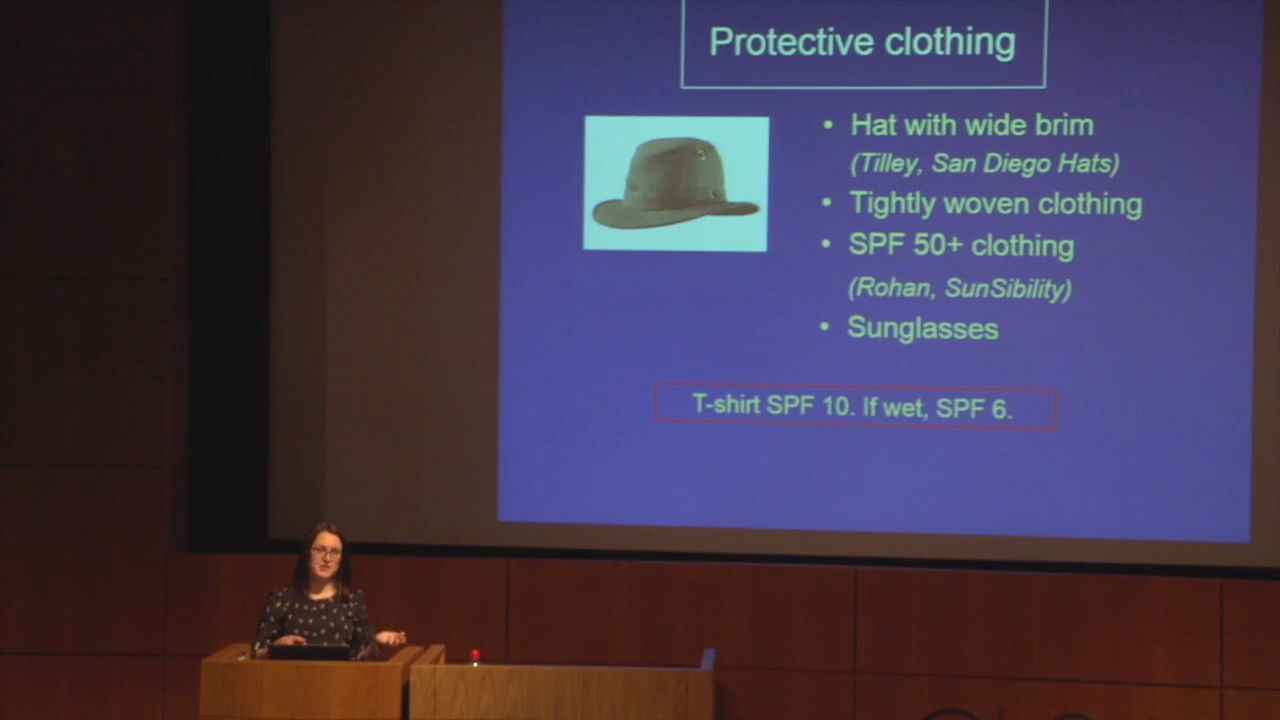 Protective clothing
• Hat with wide brim
(Tilley, San Diego Hats)
• Tightly woven clothing
• SPF 50+ clothing
(Rohan, SunSibility)
• Sunglasses
T-shirt SPF 10. If wet, SPF 6.